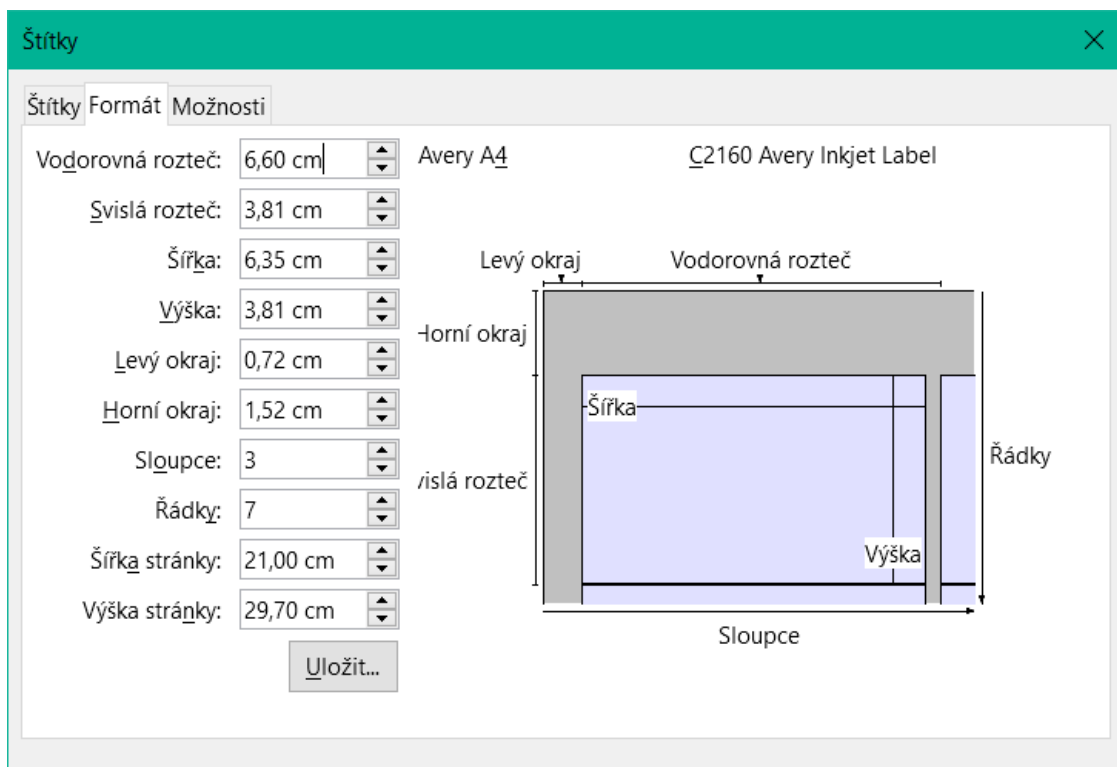 Štítky
Štítky Formát Možnosti
Vodorovná rozteč: 6,60 cm
Avery A4 C2160 Avery Inkjet Label
Svislá rozteč: 3,81 cm
Šířka: 6,35 cm
Výška: 3,81 cm
Levý okraj: 0,72 cm
Horní okraj: 1,52 cm
Sloupce: 3
Řádky: 7
Šířka stránky: 21,00 cm
Výška stránky: 29,70 cm
Uložit...
Levý okraj Vodorovná rozteč
Horní okraj
Šířka
vislá rozteč
Řádky
Výška
Sloupce